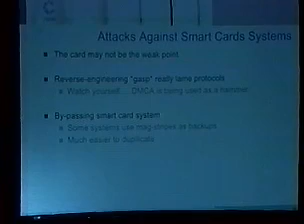 C
Attacks Against Smart Cards Systems
The card may not be the weak point
Reverse-engineering "gasp" really lame protocols
Watch yourself... DMCA is being used as a hammer
By-passing smart card system
Some systems use mag-stripe as backups
Much easier to duplicate